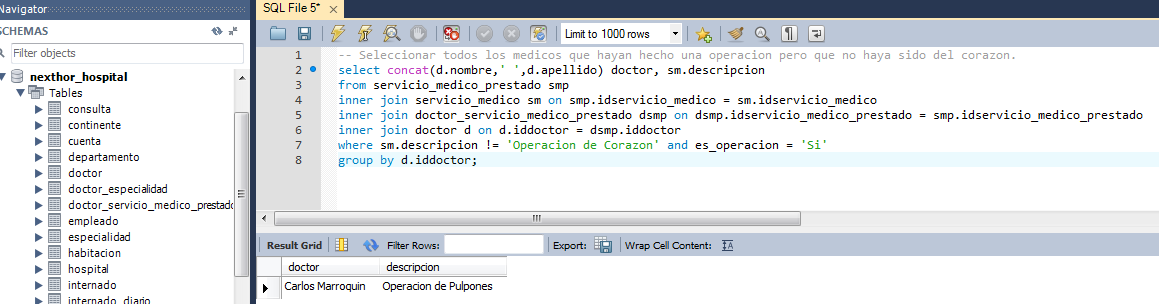 Navigator
SCHEMAS
Filter objects
nexthor_hospital
Tables
consulta
continente
cuenta
departamento
doctor
doctor_especialidad
doctor_servicio_medico_prestado
empleado
especialidad
habitacion
hospital
internado
internado_diario
SQL File 5*
Limit to 1000 rows
1 -- Seleccionar todos los medicos que hayan hecho una operacion pero que no haya sido del corazon.
2 select concat(d.nombre,' ',d.apellido) doctor, sm.descripcion
3 from servicio_medico_prestado smp
4 inner join servicio_medico sm on smp.idservicio_medico = sm.idservicio_medico
5 inner join doctor_servicio_medico_prestado dsmp on dsmp.idservicio_medico_prestado = smp.idservicio_medico_prestado
6 inner join doctor d on d.iddoctor = dsmp.iddoctor
7 where sm.descripcion != 'Operacion de Corazon' and es_operacion = 'Si'
8 group by d.iddoctor;
Result Grid Filter Rows: Export: Wrap Cell Content:
doctor descripcion
Carlos Marroquin Operacion de Pulpones